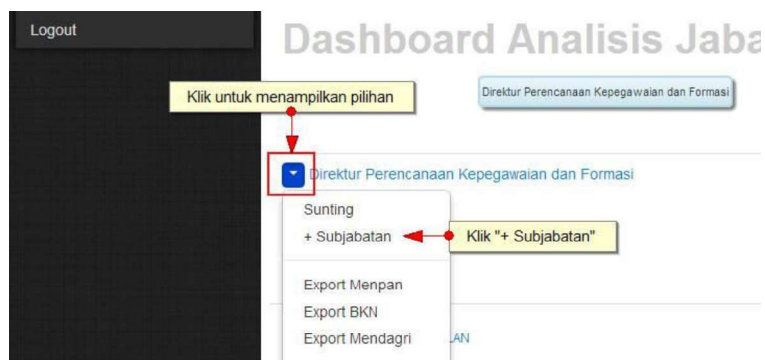 Logout
Dashboard Analisis Jaba
Klik untuk menampilkan pilihan
Direktur Perencanaan Kepegawaian dan Formasi
Direktur Perencanaan Kepegawaian dan Formasi
Sunting
+ Subjabatan
Klik "+ Subjabatan"
Export Menpan
Export BKN
Export Mendagri
LAN